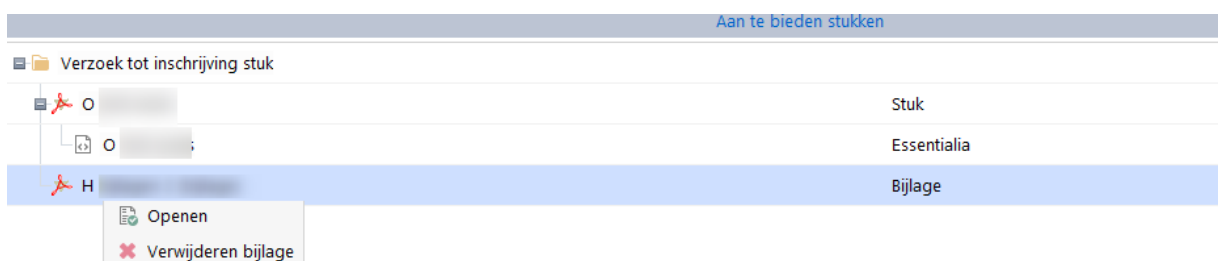 Aan te bieden stukken
Verzoek tot inschrijving stuk
O Stuk
O Essentialia
H Bijlage
Openen
Verwijderen bijlage